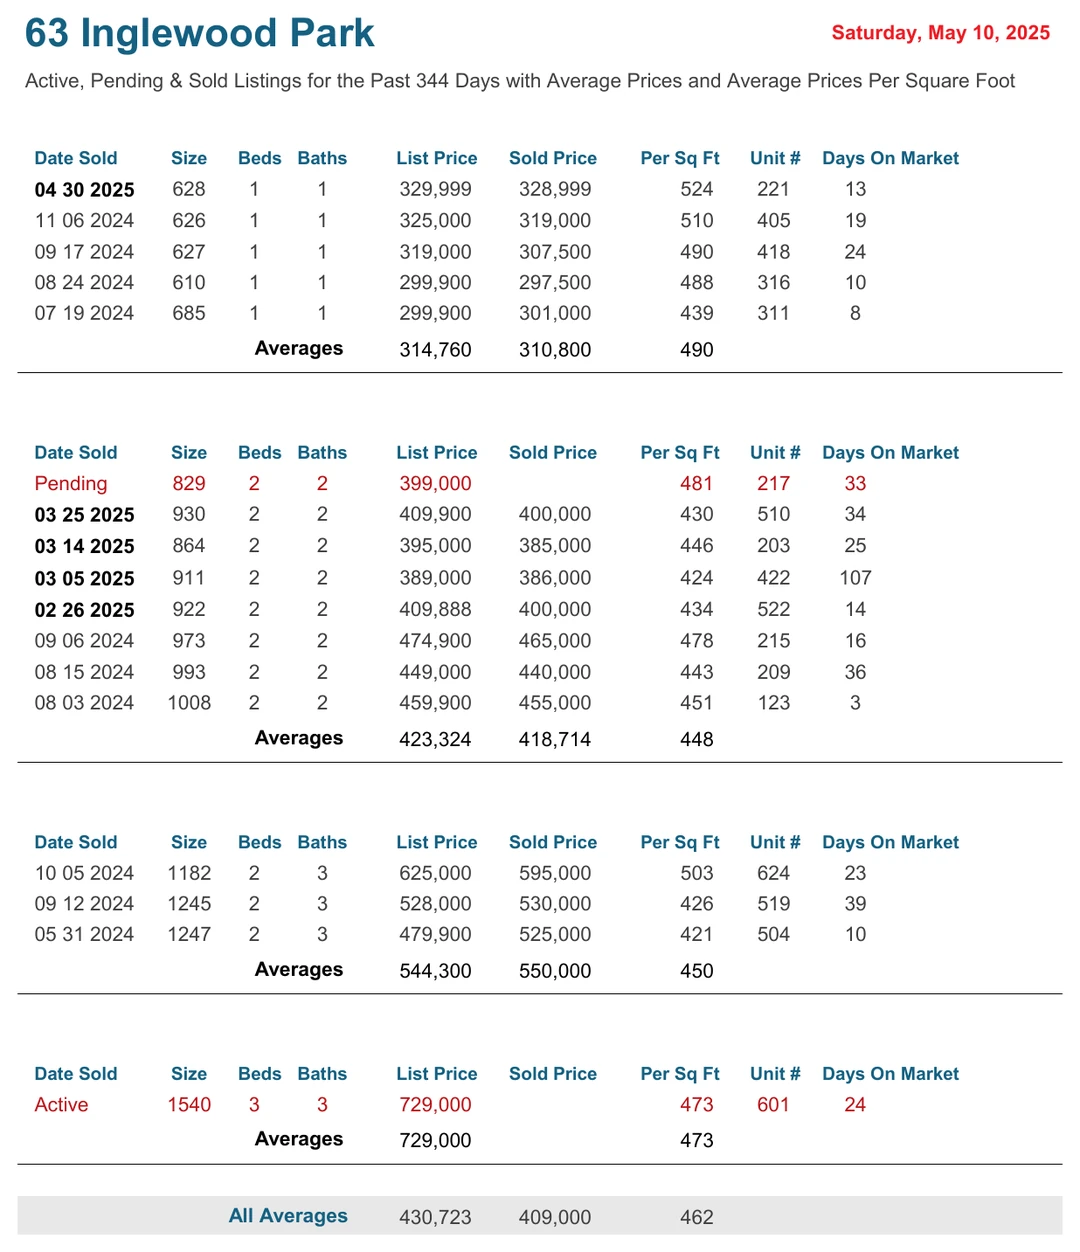 63 Inglewood Park
Saturday, May 10, 2025
Active, Pending & Sold Listings for the Past 344 Days with Average Prices and Average Prices Per Square Foot
Date Sold Size Beds Baths List Price Sold Price Per Sq Ft Unit # Days On Market
04 30 2025 628 1 1 329,999 328,999 524 221 13
11 06 2024 626 1 1 325,000 319,000 510 405 19
09 17 2024 627 1 1 319,000 307,500 490 418 24
08 24 2024 610 1 1 299,900 297,500 488 316 10
07 19 2024 685 1 1 299,900 301,000 439 311 8
Averages 314,760 310,800 490
Date Sold Size Beds Baths List Price Sold Price Per Sq Ft Unit # Days On Market
Pending 829 2 2 399,000 481 217 33
03 25 2025 930 2 2 409,900 400,000 430 510 34
03 14 2025 864 2 2 395,000 385,000 446 203 25
03 05 2025 911 2 2 389,000 386,000 424 422 107
02 26 2025 922 2 2 409,888 400,000 434 522 14
09 06 2024 973 2 2 474,900 465,000 478 215 16
08 15 2024 993 2 2 449,000 440,000 443 209 36
08 03 2024 1008 2 2 459,900 455,000 451 123 3
Averages 423,324 418,714 448
Date Sold Size Beds Baths List Price Sold Price Per Sq Ft Unit # Days On Market
10 05 2024 1182 2 3 625,000 595,000 503 624 23
09 12 2024 1245 2 3 528,000 530,000 426 519 39
05 31 2024 1247 2 3 479,900 525,000 421 504 10
Averages 544,300 550,000 450
Date Sold Size Beds Baths List Price Sold Price Per Sq Ft Unit # Days On Market
Active 1540 3 3 729,000 473 601 24
Averages 729,000 473
All Averages 430,723 409,000 462